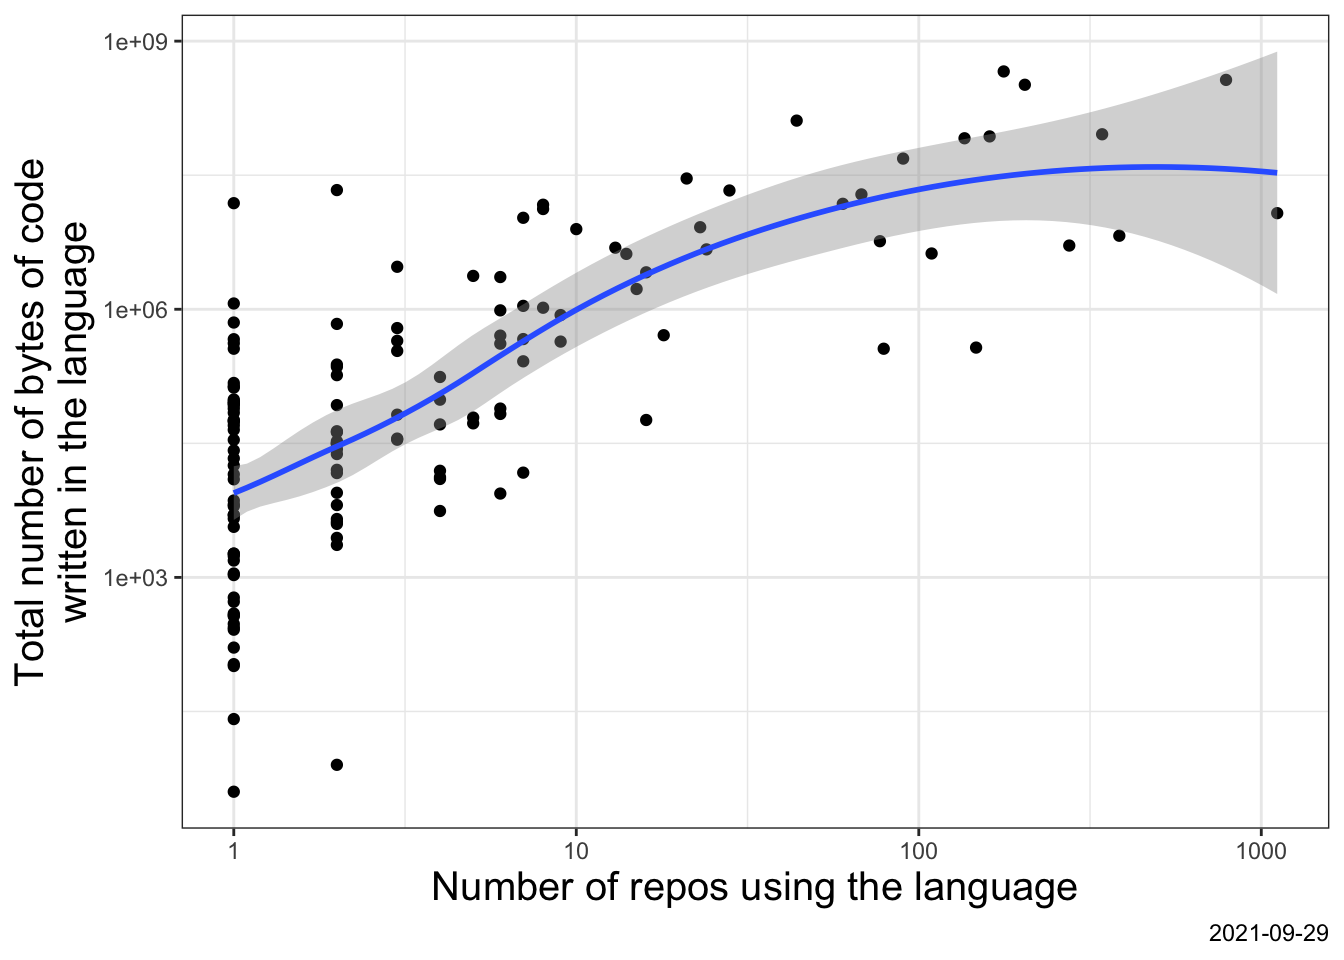 1e+09
1e+06
1e+03
Total number of bytes of code
written in the language
1 10 100 1000
Number of repos using the language
2021-09-29